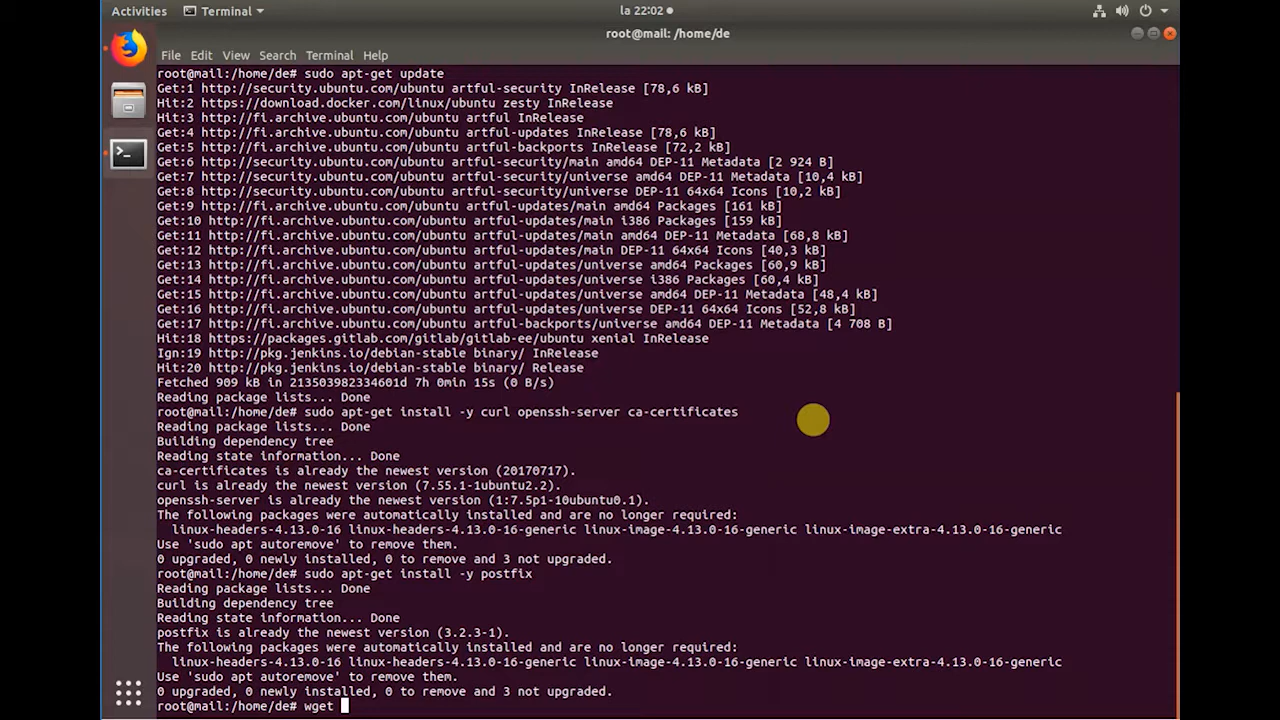 Activities
Terminal
la 22:02
root@mail: /home/de
File Edit View Search Terminal Help
root@mail:/home/de# sudo apt-get update
Get:1 http://security.ubuntu.com/ubuntu artful-security InRelease [78,6 kB]
Hit:2 https://download.docker.com/linux/ubuntu zesty InRelease
Hit:3 http://fi.archive.ubuntu.com/ubuntu artful InRelease
Get:4 http://fi.archive.ubuntu.com/ubuntu artful-updates InRelease [78,6 kB]
Get:5 http://fi.archive.ubuntu.com/ubuntu artful-backports InRelease [72,2 kB]
Get:6 http://security.ubuntu.com/ubuntu artful-security/main amd64 DEP-11 Metadata [2 924 B]
Get:7 http://security.ubuntu.com/ubuntu artful-security/universe amd64 DEP-11 Metadata [10,4 kB]
Get:8 http://security.ubuntu.com/ubuntu artful-security/universe DEP-11 64x64 Icons [10,2 kB]
Get:9 http://fi.archive.ubuntu.com/ubuntu artful-updates/main amd64 Packages [161 kB]
Get:10 http://fi.archive.ubuntu.com/ubuntu artful-updates/main i386 Packages [159 kB]
Get:11 http://fi.archive.ubuntu.com/ubuntu artful-updates/main amd64 DEP-11 Metadata [68,8 kB]
Get:12 http://fi.archive.ubuntu.com/ubuntu artful-updates/main DEP-11 64x64 Icons [40,3 kB]
Get:13 http://fi.archive.ubuntu.com/ubuntu artful-updates/universe amd64 Packages [60,9 kB]
Get:14 http://fi.archive.ubuntu.com/ubuntu artful-updates/universe i386 Packages [60,4 kB]
Get:15 http://fi.archive.ubuntu.com/ubuntu artful-updates/universe amd64 DEP-11 Metadata [48,4 kB]
Get:16 http://fi.archive.ubuntu.com/ubuntu artful-updates/universe DEP-11 64x64 Icons [52,8 kB]
Get:17 http://fi.archive.ubuntu.com/ubuntu artful-backports/universe amd64 DEP-11 Metadata [4 708 B]
Hit:18 https://packages.gitlab.com/gitlab/gitlab-ee/ubuntu xenial InRelease
Ign:19 http://pkg.jenkins.io/debian-stable binary/ InRelease
Hit:20 http://pkg.jenkins.io/debian-stable binary/ Release
Fetched 909 kB in 213503982334601d 7h 0min 15s (0 B/s)
Reading package lists... Done
root@mail:/home/de# sudo apt-get install -y curl openssh-server ca-certificates
Reading package lists... Done
Building dependency tree
Reading state information... Done
ca-certificates is already the newest version (20170717).
curl is already the newest version (7.55.1-1ubuntu2.2).
openssh-server is already the newest version (1:7.5p1-10ubuntu0.1).
The following packages were automatically installed and are no longer required:
linux-headers-4.13.0-16 linux-headers-4.13.0-16-generic linux-image-4.13.0-16-generic linux-image-extra-4.13.0-16-generic
Use 'sudo apt autoremove' to remove them.
0 upgraded, 0 newly installed, 0 to remove and 3 not upgraded.
root@mail:/home/de# sudo apt-get install -y postfix
Reading package lists... Done
Building dependency tree
Reading state information... Done
postfix is already the newest version (3.2.3-1).
The following packages were automatically installed and are no longer required:
linux-headers-4.13.0-16 linux-headers-4.13.0-16-generic linux-image-4.13.0-16-generic linux-image-extra-4.13.0-16-generic
Use 'sudo apt autoremove' to remove them.
0 upgraded, 0 newly installed, 0 to remove and 3 not upgraded.
root@mail:/home/de# wget